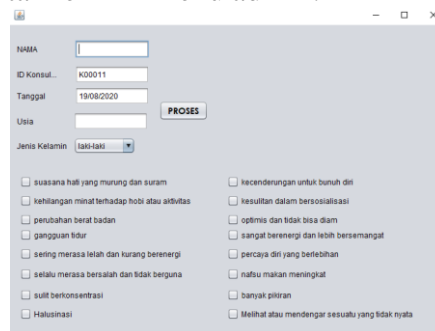 NAMA
ID Konsul... K00011
Tanggal 19/08/2020
PROSES
Usia
Jenis Kelamin laki-laki
suasana hati yang murung dan suram kecenderungan untuk bunuh diri
kehilangan minat terhadap hobi atau aktivitas kesulitan dalam bersosialisasi
perubahan berat badan optimis dan tidak bisa diam
gangguan tidur sangat berenergi dan lebih bersemangat
sering merasa lelah dan kurang berenergi percaya diri yang berlebihan
selalu merasa bersalah dan tidak berguna nafsu makan meningkat
sulit berkonsentrasi banyak pikiran
Halusinasi Melihat atau mendengar sesuatu yang tidak nyata